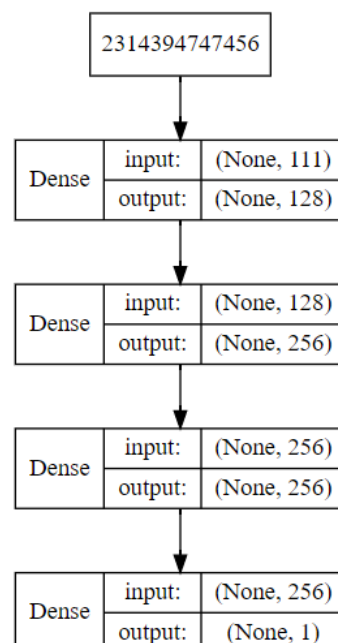 2314394747456
Dense
input: (None, 111)
output: (None, 128)
Dense
input: (None, 128)
output: (None, 256)
Dense
input: (None, 256)
output: (None, 256)
Dense
input: (None, 256)
output: (None, 1)